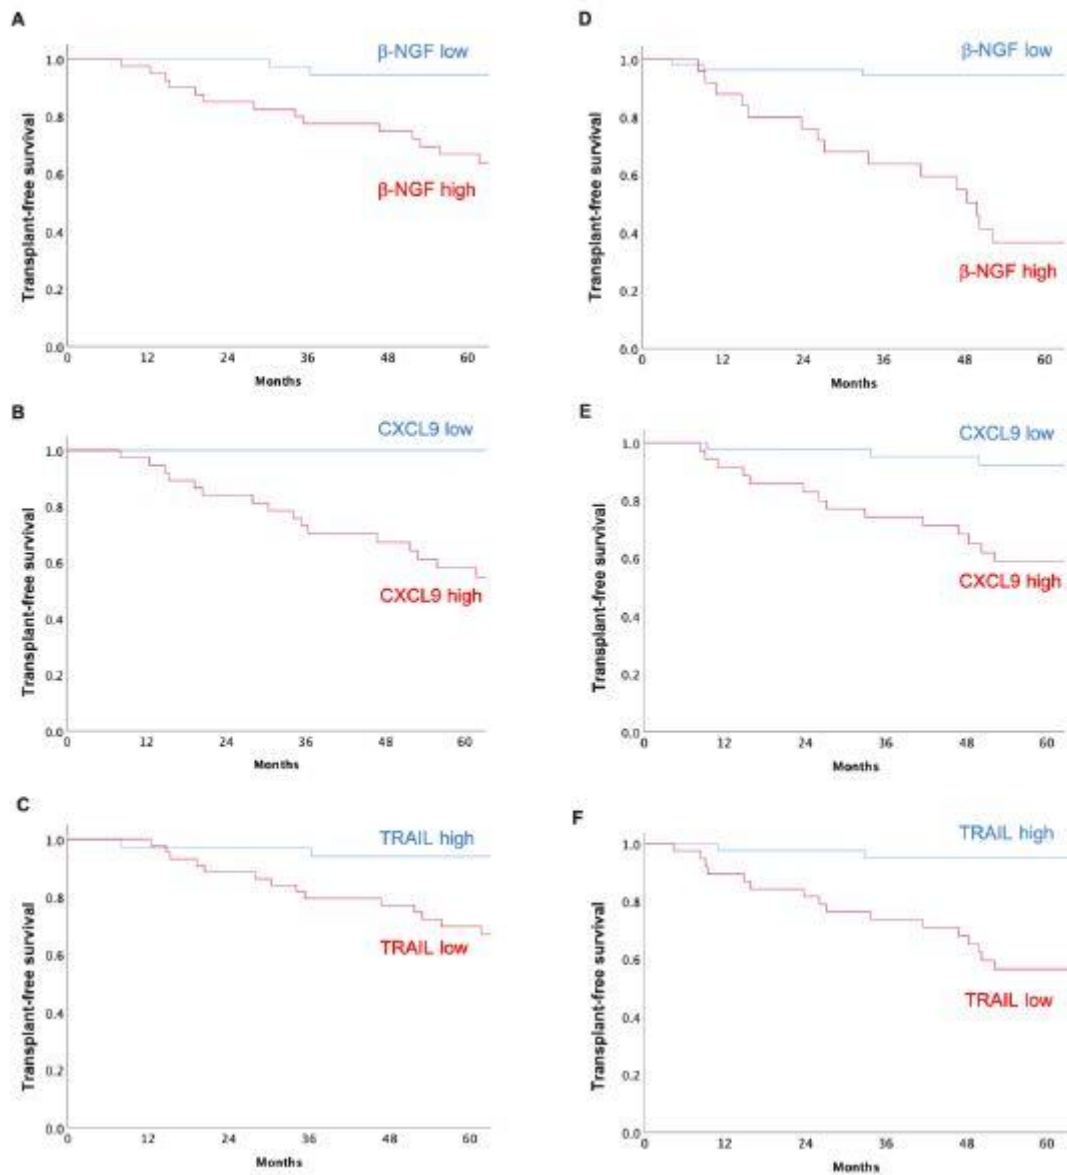 A
β-NGF low
1.0
0.8
0.6
0.4
0.2
0.0
Transplant-free survival
β-NGF high
0 12 24 36 48 60
Months
B
CXCL9 low
1.0
0.8
0.6
0.4
0.2
0.0
Transplant-free survival
CXCL9 high
0 12 24 36 48 60
Months
C
TRAIL high
1.0
0.8
0.6
0.4
0.2
0.0
Transplant-free survival
TRAIL low
0 12 24 36 48 60
Months
D
β-NGF low
1.0
0.8
0.6
0.4
0.2
0.0
Transplant-free survival
β-NGF high
0 12 24 36 48 60
Months
E
CXCL9 low
1.0
0.8
0.6
0.4
0.2
0.0
Transplant-free survival
CXCL9 high
0 12 24 36 48 60
Months
F
TRAIL high
1.0
0.8
0.6
0.4
0.2
0.0
Transplant-free survival
TRAIL low
0 12 24 36 48 60
Months